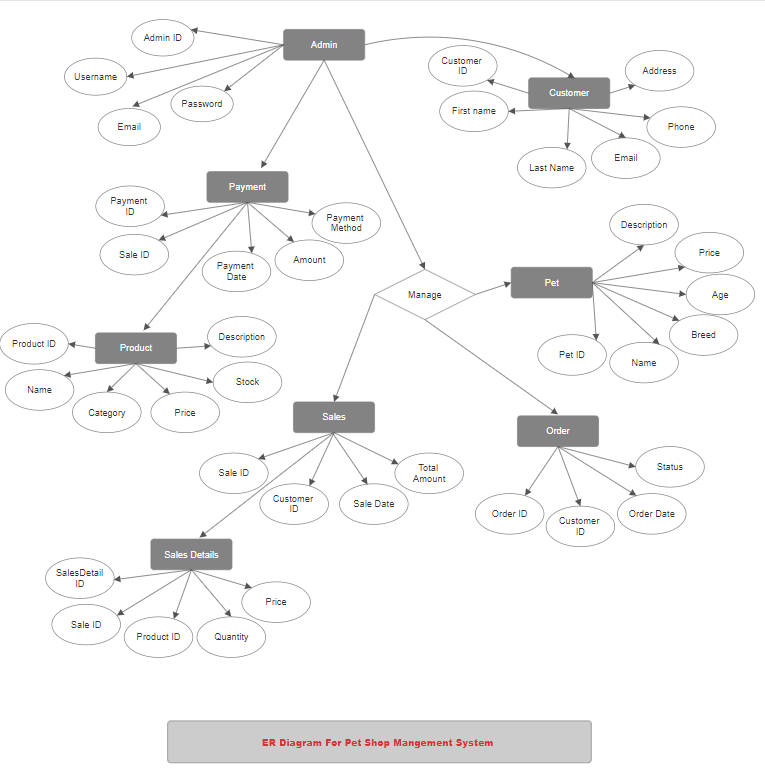 Admin
Admin ID
Username
Email
Password
Customer
Customer
ID
First name
Last Name
Email
Phone
Address
Payment
Payment
ID
Sale ID
Payment
Date
Amount
Payment
Method
Manage
Pet
Description
Price
Age
Breed
Name
Pet ID
Product
Product ID
Name
Category
Price
Stock
Description
Sales
Sale ID
Customer
ID
Sale Date
Total
Amount
Order
Order ID
Customer
ID
Order Date
Status
Sales Details
SalesDetail
ID
Sale ID
Product ID
Quantity
Price
ER Diagram For Pet Shop Mangement System